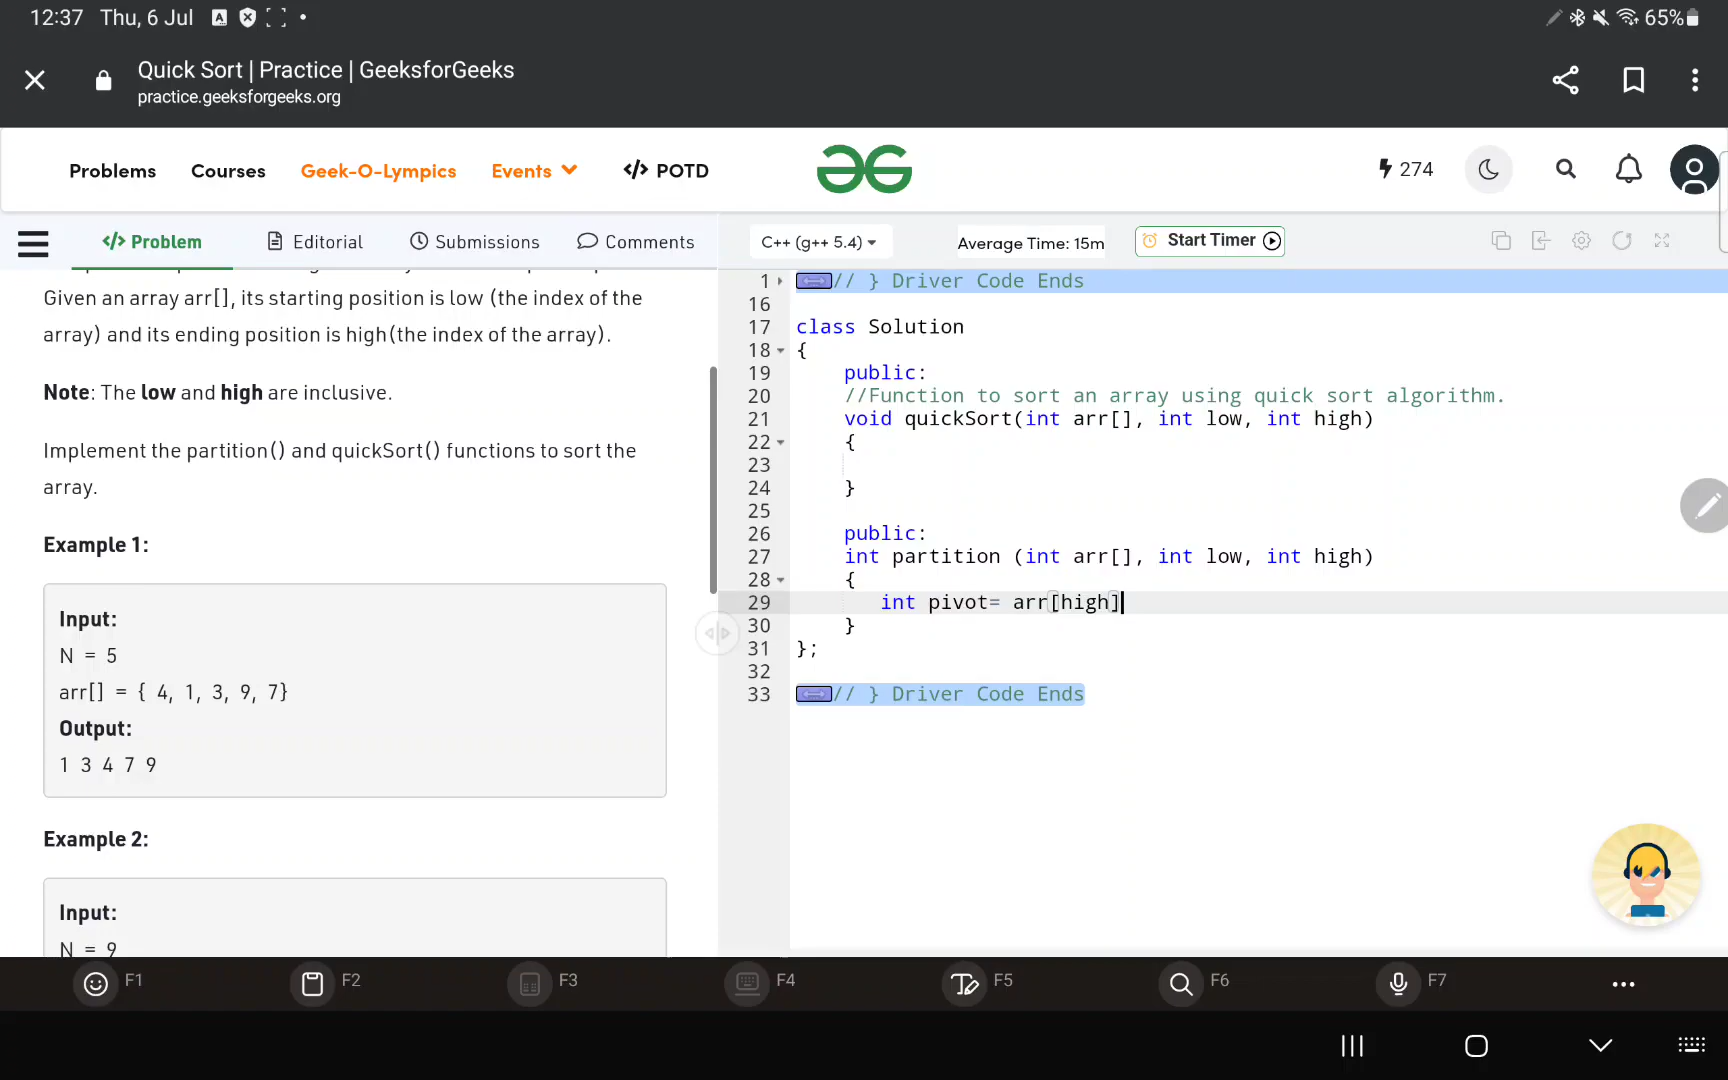 12:37 Thu, 6 Jul A 65%
Quick Sort | Practice | GeeksforGeeks
practice.geeksforgeeks.org
Problems Courses Geek-O-Lympics Events </> POTD 274
</> Problem Editorial Submissions Comments
C++ (g++ 5.4) Average Time: 15m Start Timer
Given an array arr[], its starting position is low (the index of the
array) and its ending position is high(the index of the array).
Note: The low and high are inclusive.
Implement the partition() and quickSort() functions to sort the
array.
Example 1:
Input:
N = 5
arr[] = { 4, 1, 3, 9, 7}
Output:
1 3 4 7 9
Example 2:
Input:
N = 9
1 // } Driver Code Ends
16
17 class Solution
18 {
19 public:
20 //Function to sort an array using quick sort algorithm.
21 void quickSort(int arr[], int low, int high)
22 {
23
24 }
25
26 public:
27 int partition (int arr[], int low, int high)
28 {
29 int pivot= arr[high]
30 }
31 };
32
33 // } Driver Code Ends
F1 F2 F3 F4 F5 F6 F7